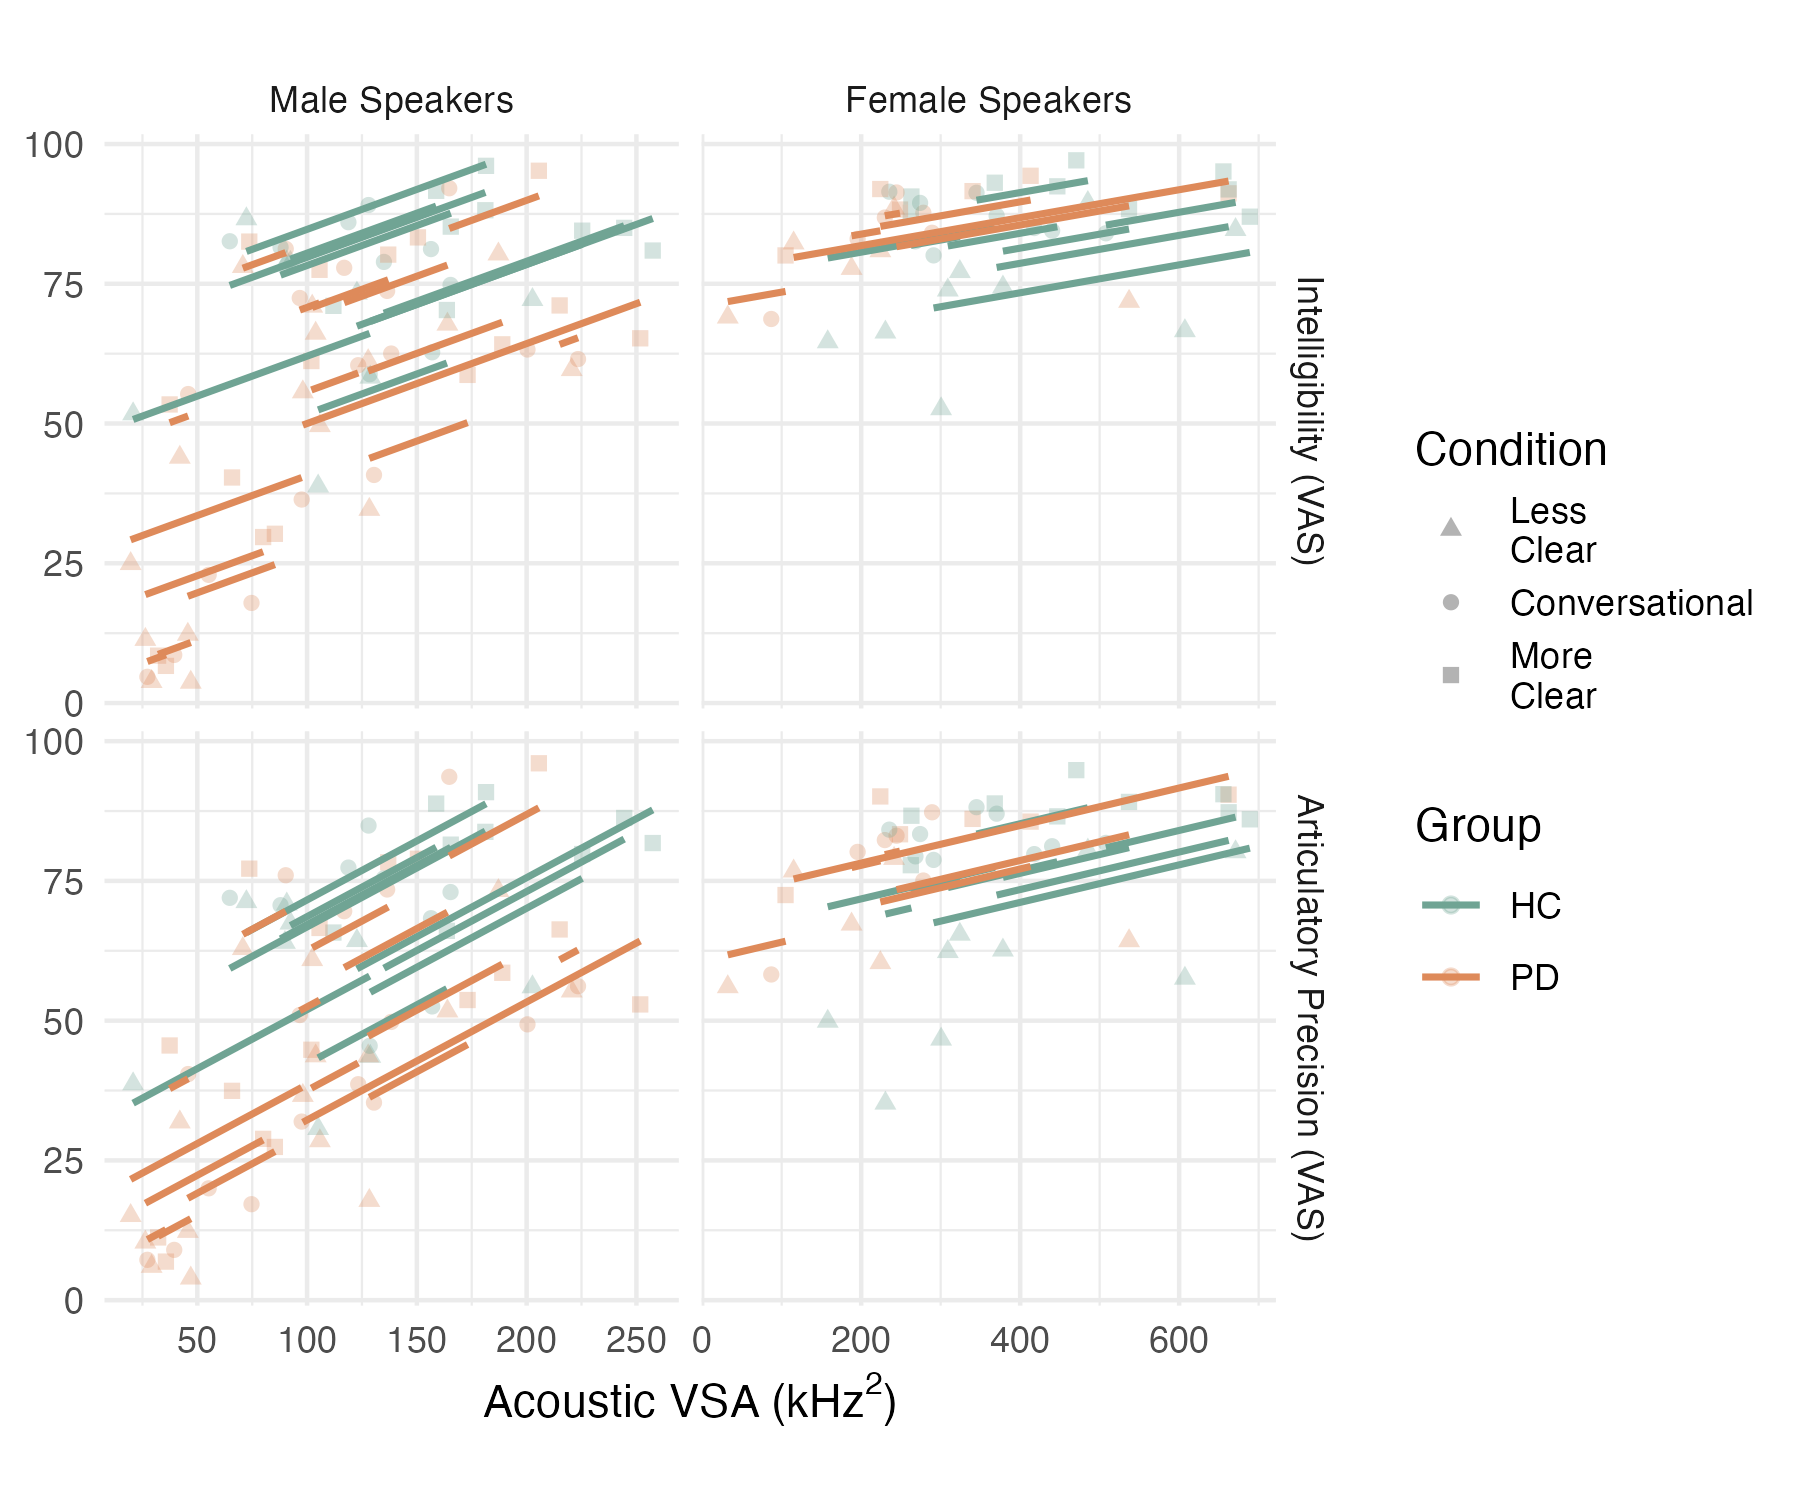 Male Speakers
Female Speakers
100
75
50
25
0
Intelligibility (VAS)
100
75
50
25
0
Articulatory Precision (VAS)
50
100
150
200
250
0
200
400
600
Acoustic VSA (kHz²)
Condition
Less
Clear
Conversational
More
Clear
Group
HC
PD